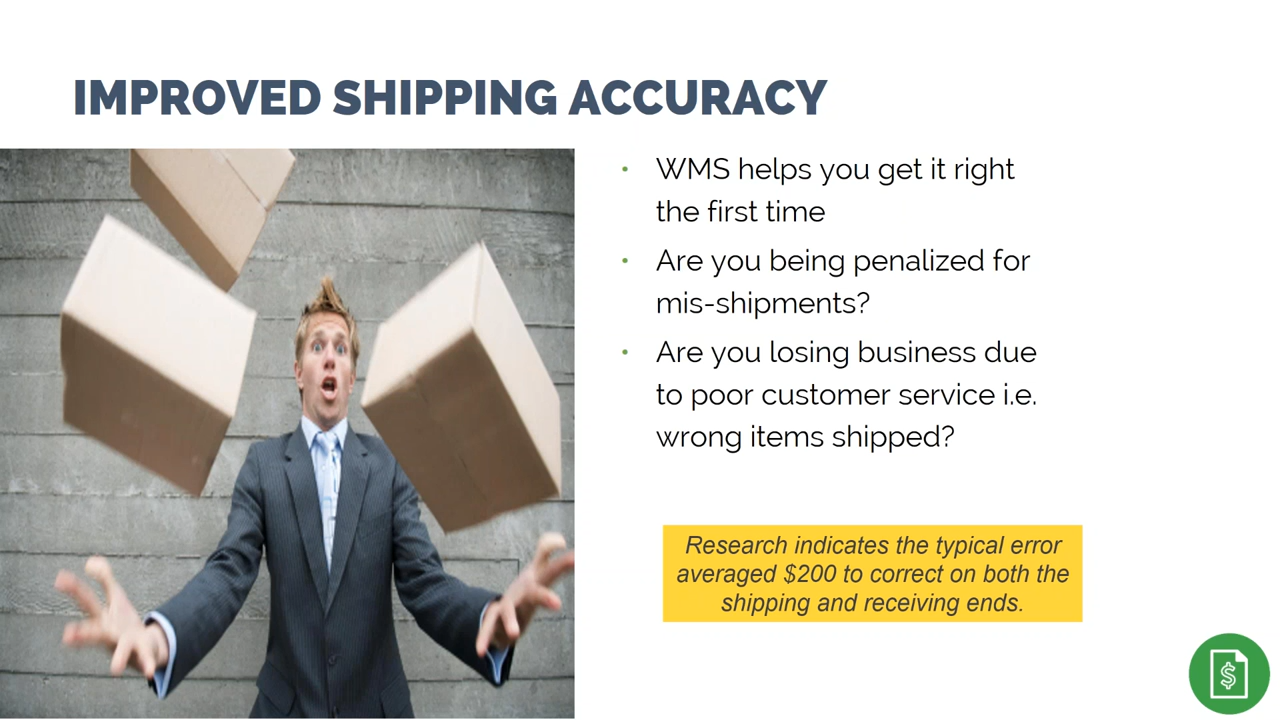 IMPROVED SHIPPING ACCURACY
• WMS helps you get it right
the first time
• Are you being penalized for
mis-shipments?
• Are you losing business due
to poor customer service i.e.
wrong items shipped?
Research indicates the typical error
averaged $200 to correct on both the
shipping and receiving ends.
$